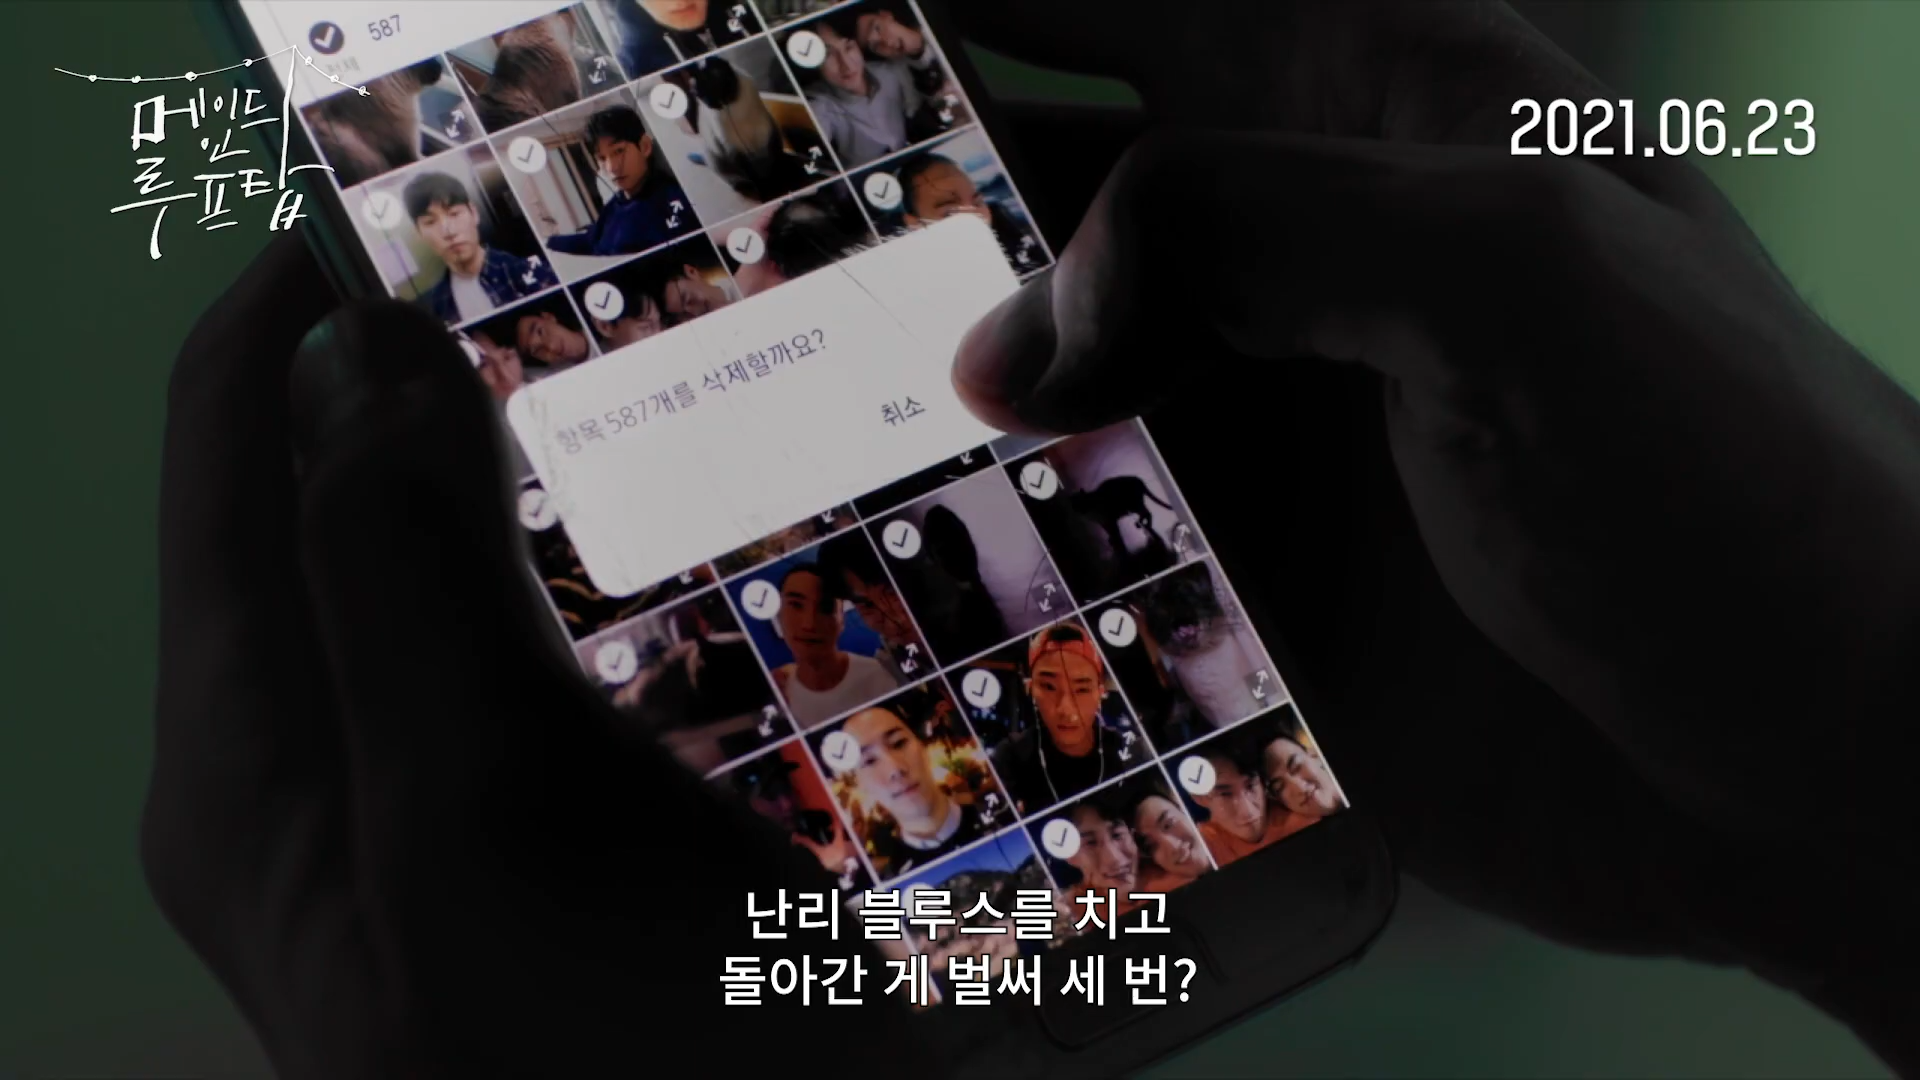 587
전체
메이드
인
루프탑
2021.06.23
항목 587개를 삭제할까요?
취소
난리 블루스를 치고
돌아간 게 벌써 세 번?